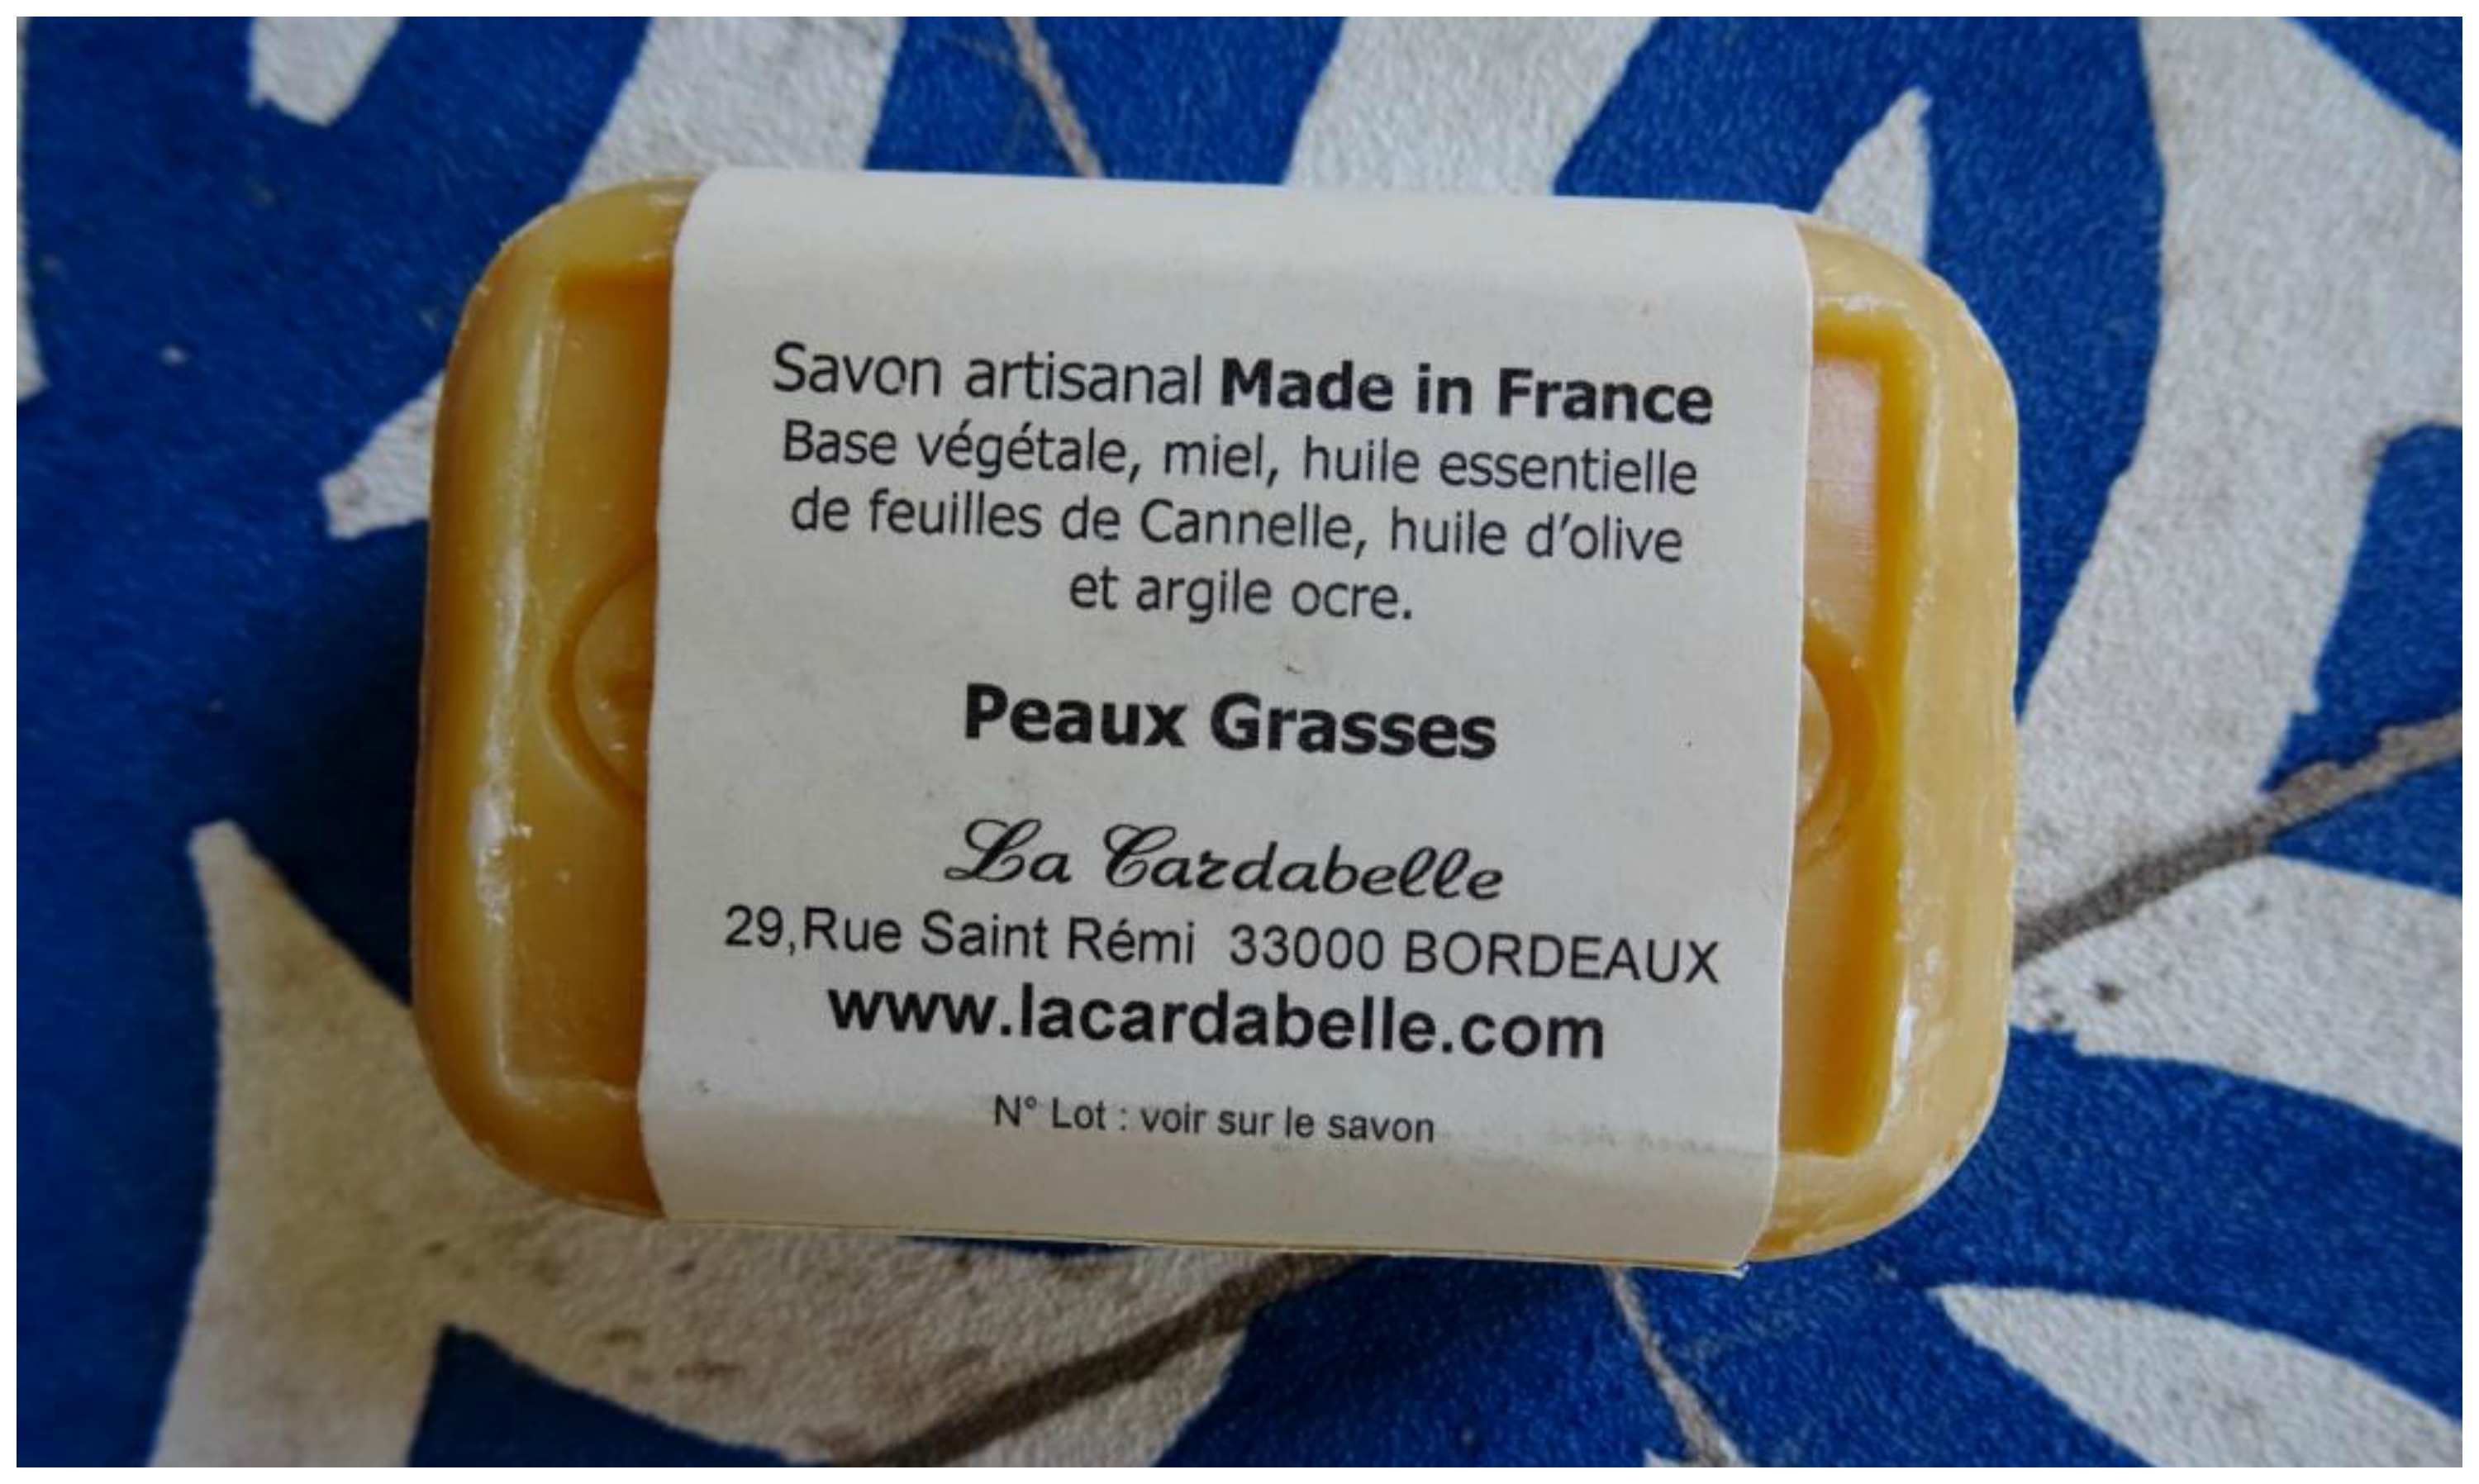 Savon artisanal Made in France
Base végétale, miel, huile essentielle
de feuilles de Cannelle, huile d'olive
et argile ocre.
Peaux Grasses
La Cardabelle
29,Rue Saint Rémi 33000 BORDEAUX
www.lacardabelle.com
N° Lot : voir sur le savon